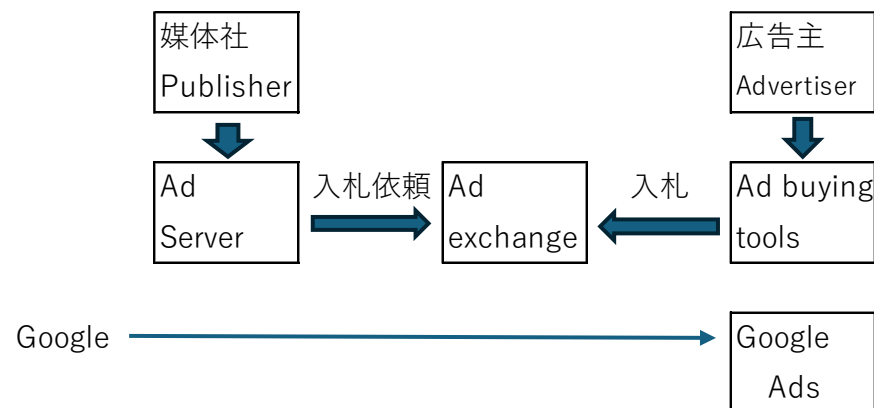 媒体社
Publisher
広告主
Advertiser
Ad
Server
入札依頼
Ad
exchange
入札
Ad buying
tools
Google
Google
Ads